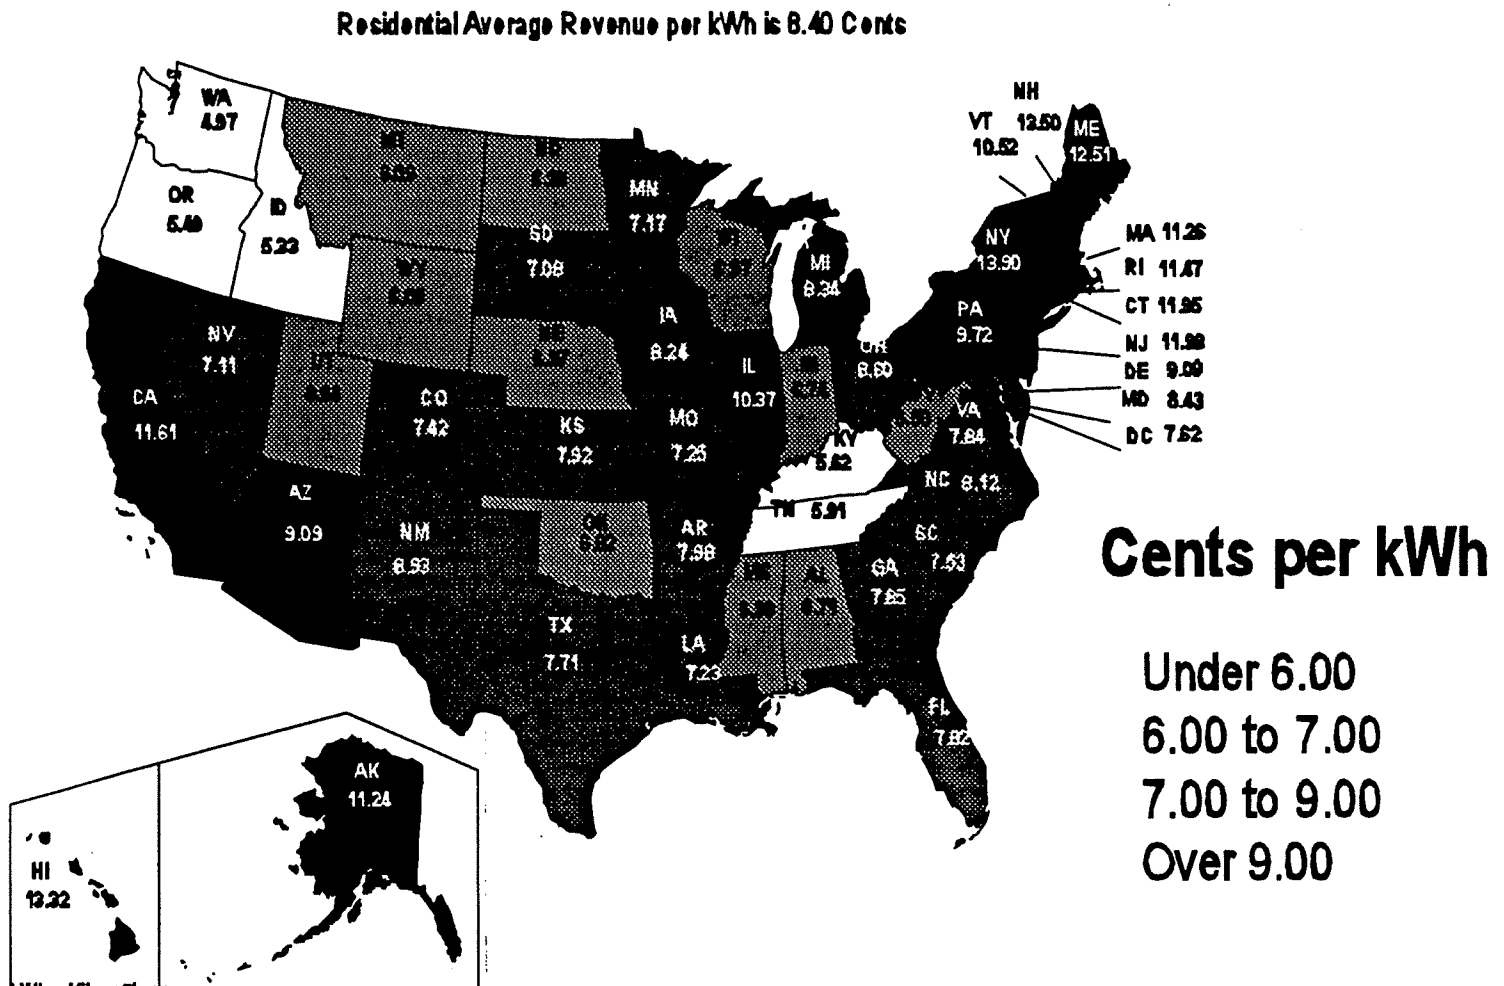 Residential Average Revenue per kWh is 8.40 Cents
NH
13.50
VT
10.52
ME
12.51
WA
4.97
OR
5.49
ID
5.33
MN
7.17
SD
7.08
NY
13.90
MI
8.34
MA 11.26
RI 11.47
CT 11.95
NJ 11.98
DE 9.09
MD 8.43
DC 7.62
PA
9.72
NV
7.11
IA
8.24
OH
8.60
IL
10.37
CA
11.61
CO
7.42
KS
7.92
MO
7.25
VA
7.84
KY
5.62
NC 8.12
TN 5.91
AZ
9.09
NM
8.93
AR
7.98
SC
7.53
GA
7.85
TX
7.71
LA
7.23
FL
7.82
AK
11.24
HI
13.32
Cents per kWh
Under 6.00
6.00 to 7.00
7.00 to 9.00
Over 9.00